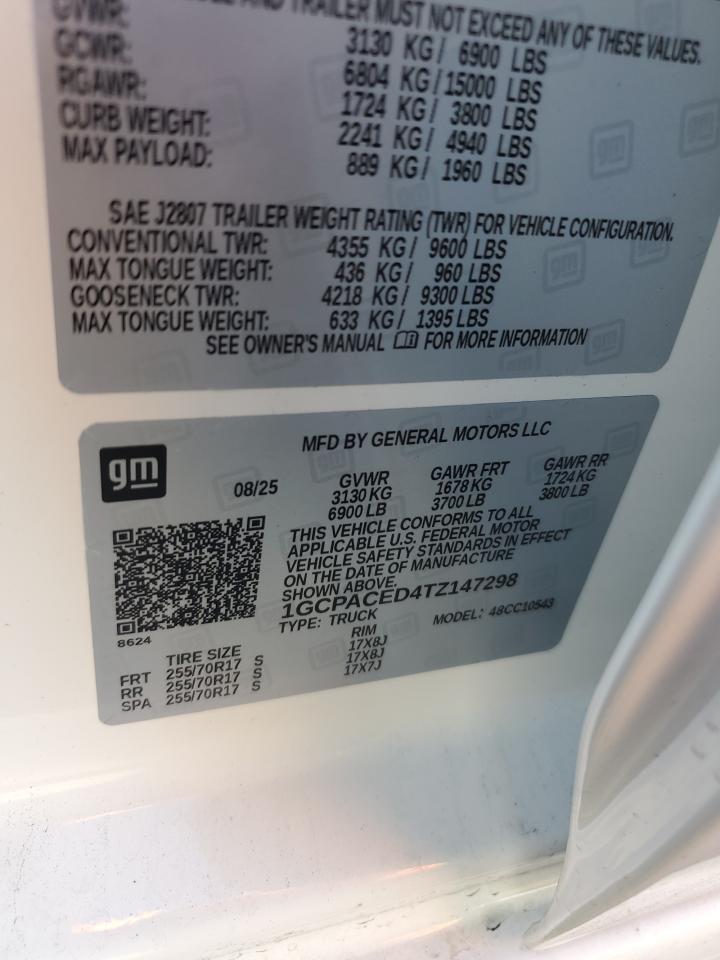 AND TRAILER MUST NOT EXCEED ANY OF THESE VALUES.
GVWR: 3130 KG/ 6900 LBS
GCWR: 6804 KG/ 15000 LBS
RGAWR: 1724 KG/ 3800 LBS
CURB WEIGHT: 2241 KG/ 4940 LBS
MAX PAYLOAD: 889 KG/ 1960 LBS
SAE J2807 TRAILER WEIGHT RATING (TWR) FOR VEHICLE CONFIGURATION.
CONVENTIONAL TWR: 4355 KG/ 9600 LBS
MAX TONGUE WEIGHT: 436 KG/ 960 LBS
GOOSENECK TWR: 4218 KG/ 9300 LBS
MAX TONGUE WEIGHT: 633 KG/ 1395 LBS
SEE OWNER'S MANUAL FOR MORE INFORMATION
gm
MFD BY GENERAL MOTORS LLC
08/25
GVWR GAWR FRT GAWR RR
3130 KG 1678 KG 1724 KG
6900 LB 3700 LB 3800 LB
THIS VEHICLE CONFORMS TO ALL
APPLICABLE U.S. FEDERAL MOTOR
VEHICLE SAFETY STANDARDS IN EFFECT
ON THE DATE OF MANUFACTURE
SHOWN ABOVE.
1GCPACED4TZ147298
TYPE: TRUCK MODEL: 48CC10543
8624
TIRE SIZE RIM
FRT 255/70R17 S 17X8J
RR 255/70R17 S 17X8J
SPA 255/70R17 S 17X7J